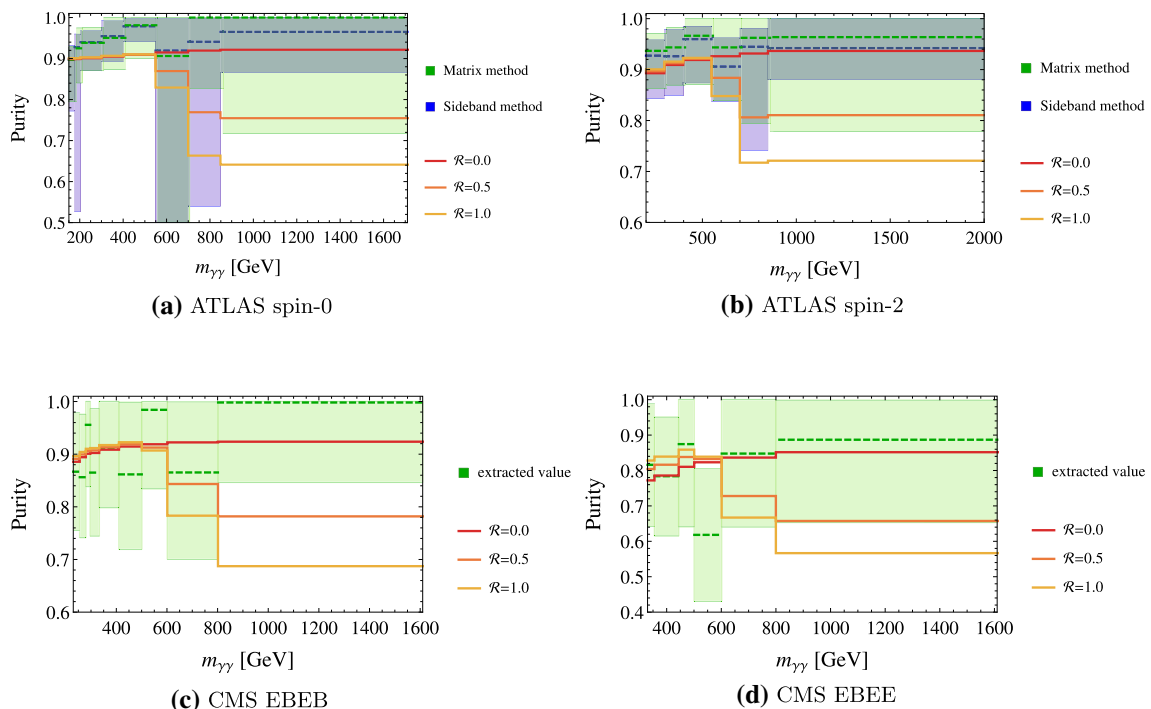 Purity
1.0
0.9
0.8
0.7
0.6
0.5
200 400 600 800 1000 1200 1400 1600
mγγ [GeV]
Matrix method
Sideband method
ℛ=0.0
ℛ=0.5
ℛ=1.0
(a) ATLAS spin-0
Purity
1.0
0.9
0.8
0.7
0.6
500 1000 1500 2000
mγγ [GeV]
Matrix method
Sideband method
ℛ=0.0
ℛ=0.5
ℛ=1.0
(b) ATLAS spin-2
Purity
1.0
0.9
0.8
0.7
0.6
400 600 800 1000 1200 1400 1600
mγγ [GeV]
extracted value
ℛ=0.0
ℛ=0.5
ℛ=1.0
(c) CMS EBEB
Purity
1.0
0.9
0.8
0.7
0.6
0.5
0.4
400 600 800 1000 1200 1400 1600
mγγ [GeV]
extracted value
ℛ=0.0
ℛ=0.5
ℛ=1.0
(d) CMS EBEE